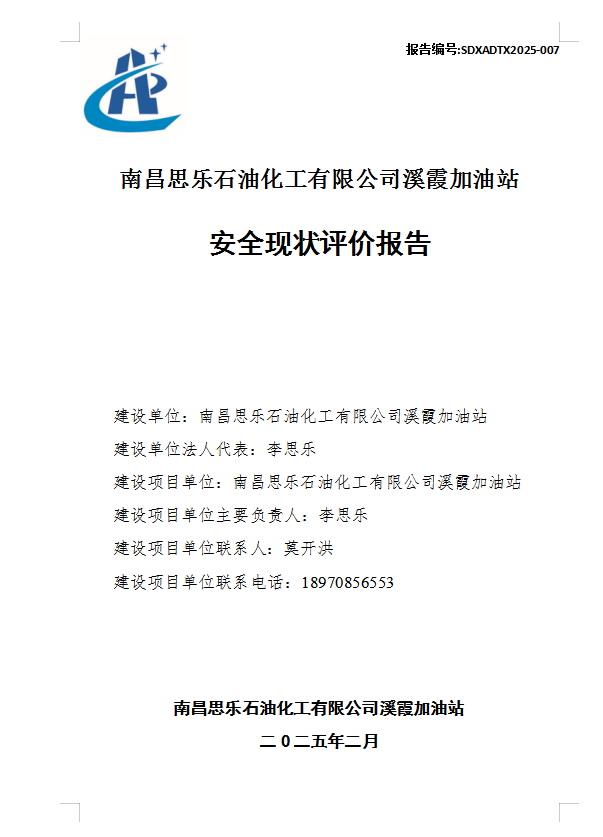 报告编号:SDXADTX2025-007
南昌思乐石油化工有限公司溪霞加油站
安全现状评价报告
建设单位：南昌思乐石油化工有限公司溪霞加油站
建设单位法人代表：李思乐
建设项目单位：南昌思乐石油化工有限公司溪霞加油站
建设项目单位主要负责人：李思乐
建设项目单位联系人：莫开洪
建设项目单位联系电话：18970856553
南昌思乐石油化工有限公司溪霞加油站
二0二五年二月